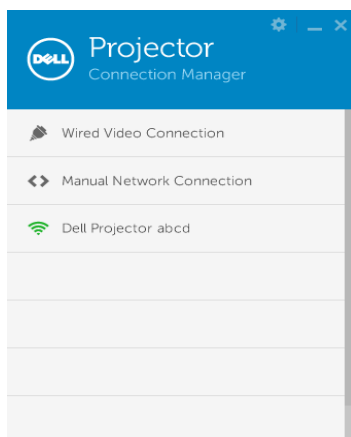 DELL
Projector
Connection Manager
Wired Video Connection
Manual Network Connection
Dell Projector abcd